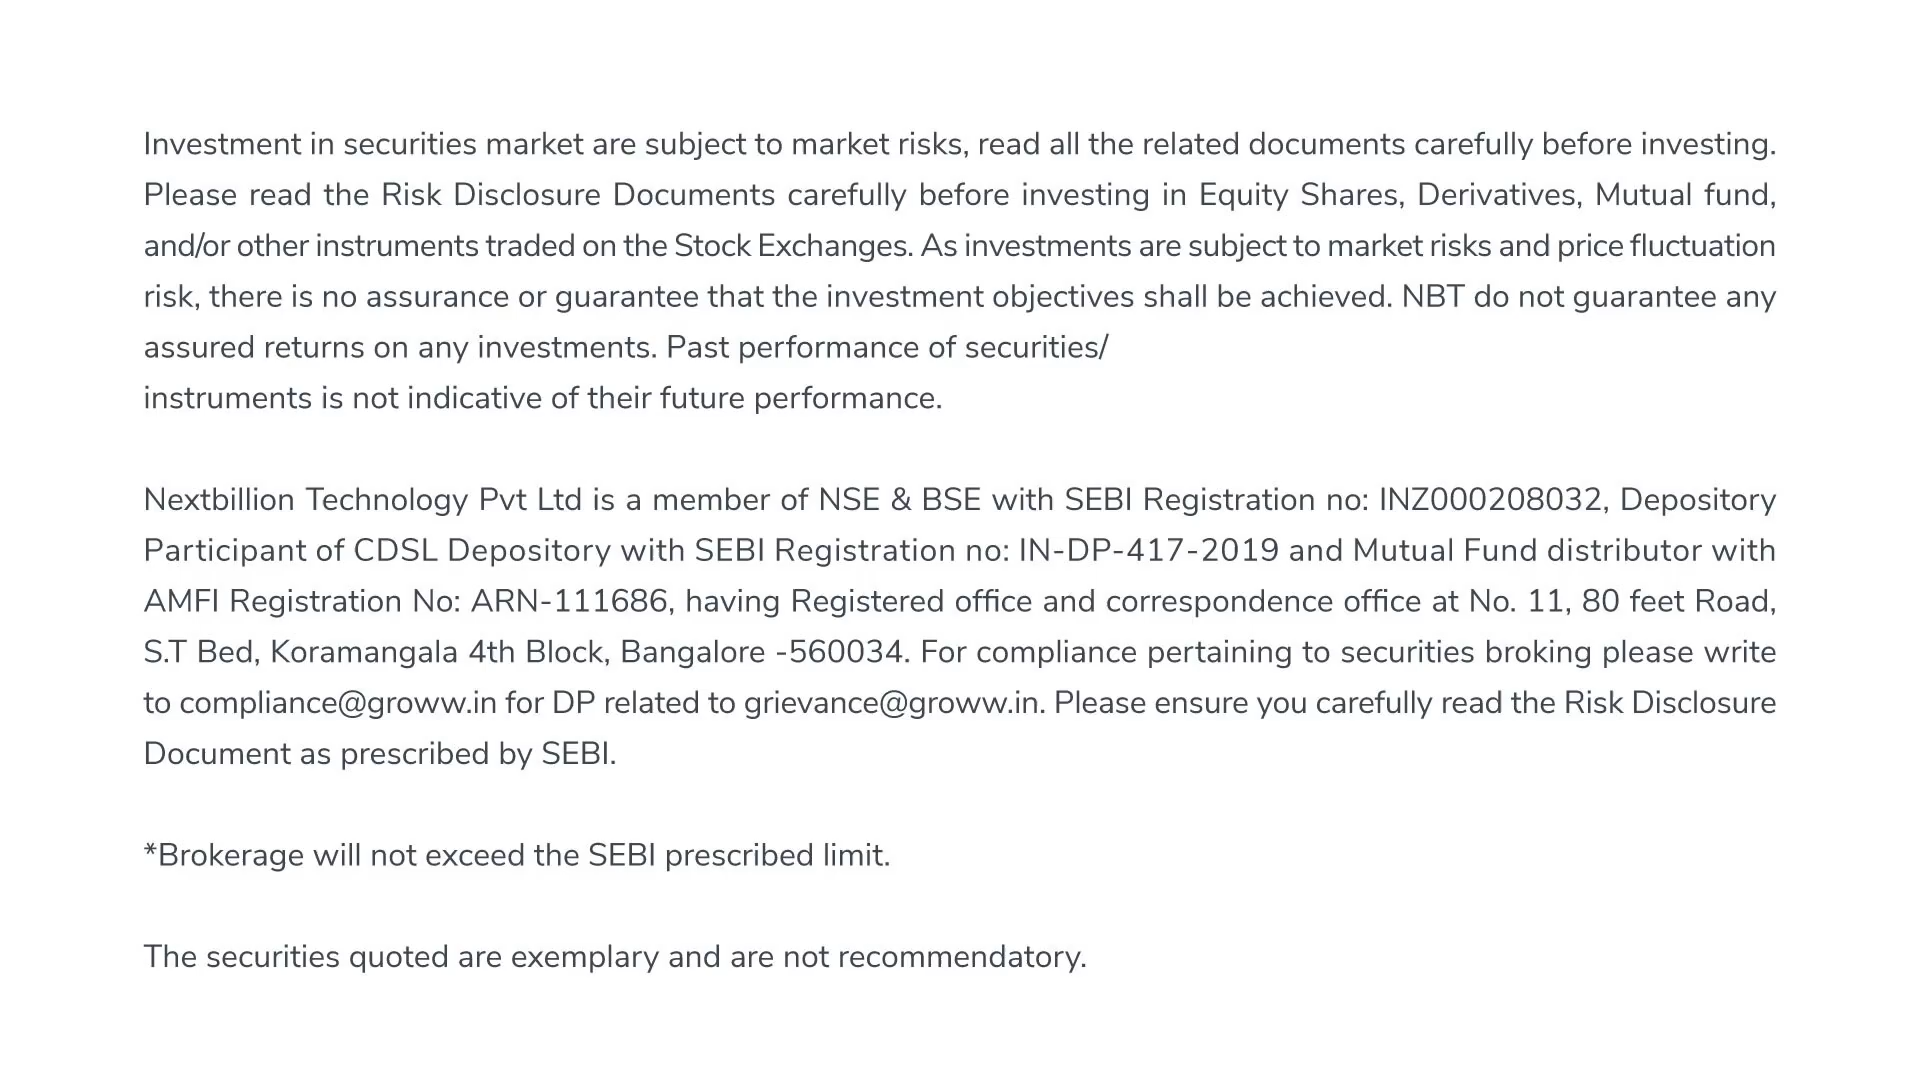 Investment in securities market are subject to market risks, read all the related documents carefully before investing.
Please read the Risk Disclosure Documents carefully before investing in Equity Shares, Derivatives, Mutual fund,
and/or other instruments traded on the Stock Exchanges. As investments are subject to market risks and price fluctuation
risk, there is no assurance or guarantee that the investment objectives shall be achieved. NBT do not guarantee any
assured returns on any investments. Past performance of securities/
instruments is not indicative of their future performance.
Nextbillion Technology Pvt Ltd is a member of NSE & BSE with SEBI Registration no: INZ000208032, Depository
Participant of CDSL Depository with SEBI Registration no: IN-DP-417-2019 and Mutual Fund distributor with
AMFI Registration No: ARN-111686, having Registered office and correspondence office at No. 11, 80 feet Road,
S.T Bed, Koramangala 4th Block, Bangalore -560034. For compliance pertaining to securities broking please write
to compliance@groww.in for DP related to grievance@groww.in. Please ensure you carefully read the Risk Disclosure
Document as prescribed by SEBI.
*Brokerage will not exceed the SEBI prescribed limit.
The securities quoted are exemplary and are not recommendatory.